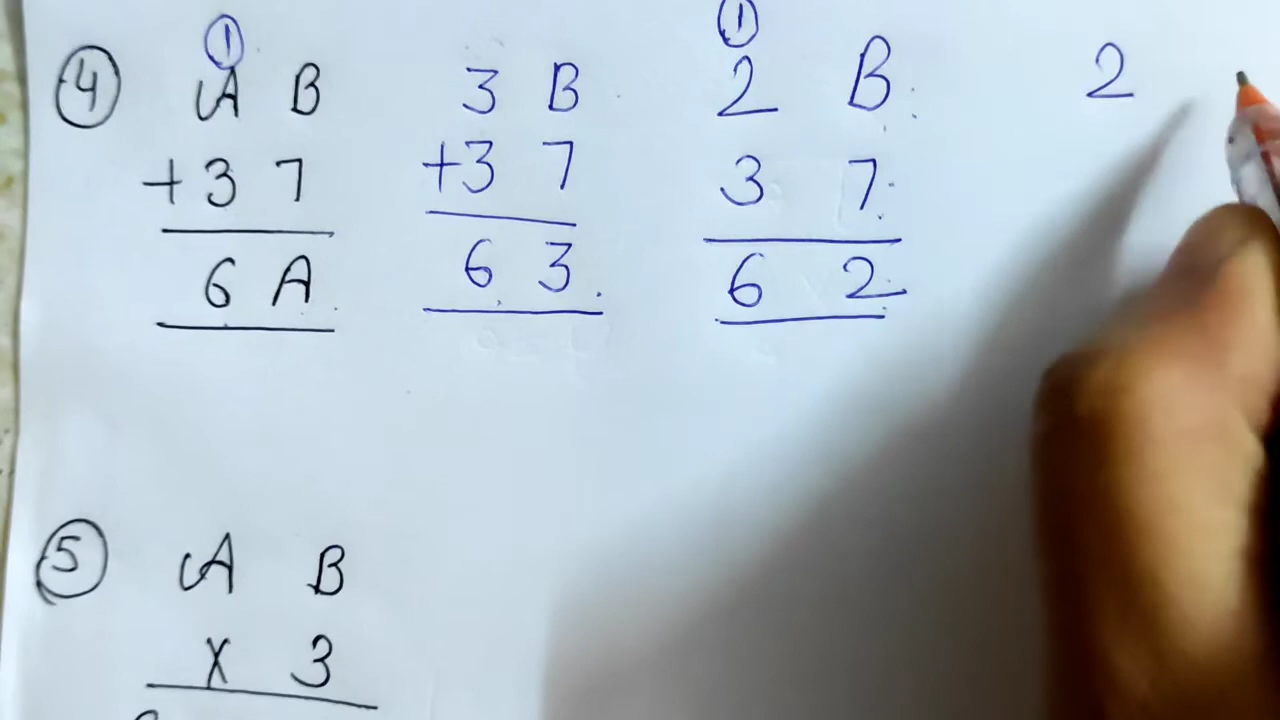 ① ①
④ A B 3 B 2 B 2
+ 3 7 + 3 7 3 7
6 A 6 3 6 2
⑤ A B
x 3